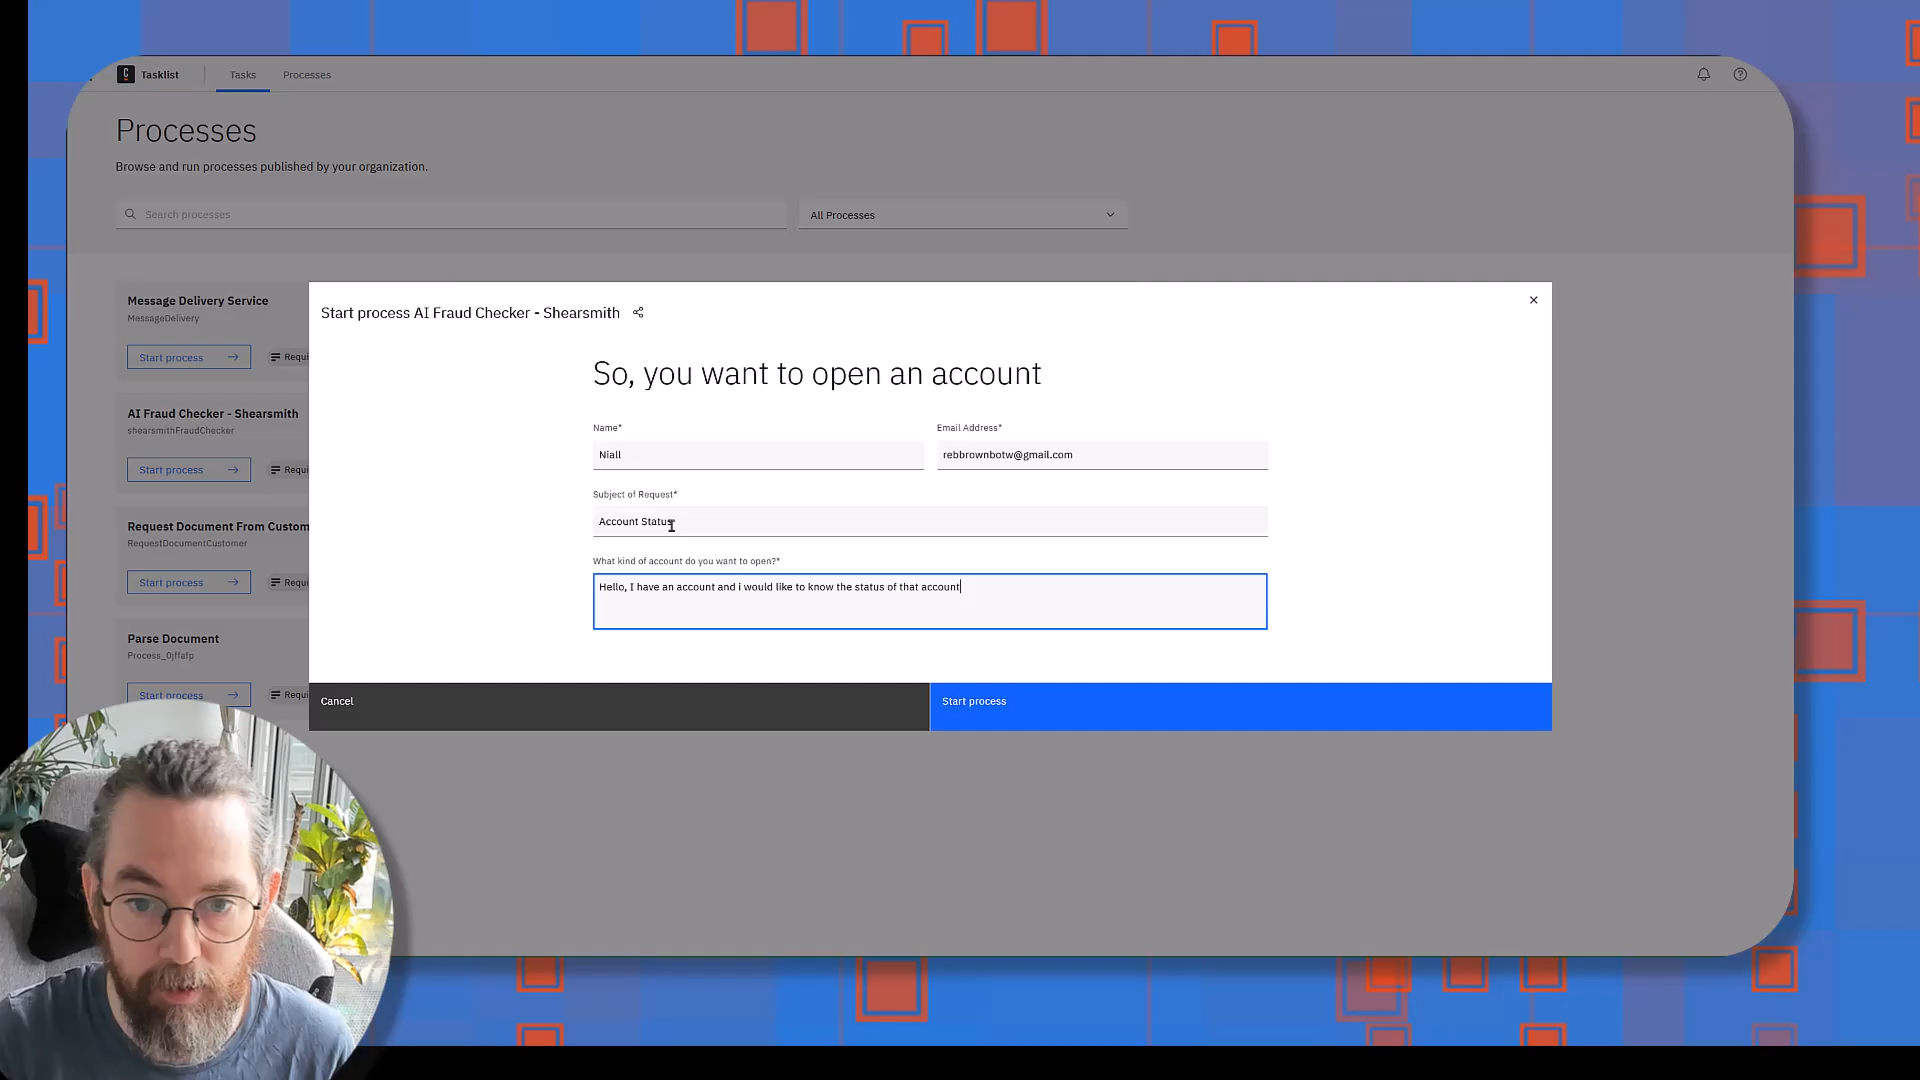 Tasklist
Tasks
Processes
Processes
Browse and run processes published by your organization.
Search processes
All Processes
Message Delivery Service
MessageDelivery
Start process
Requi
AI Fraud Checker - Shearsmith
shearsmithFraudChecker
Start process
Requi
Request Document From Custom
RequestDocumentCustomer
Start process
Requi
Parse Document
Process_0jffafp
Start process
Requi
Start process AI Fraud Checker - Shearsmith
So, you want to open an account
Name*
Email Address*
Niall
rebbrownbotw@gmail.com
Subject of Request*
Account Status
What kind of account do you want to open?*
Hello, I have an account and i would like to know the status of that account
Cancel
Start process